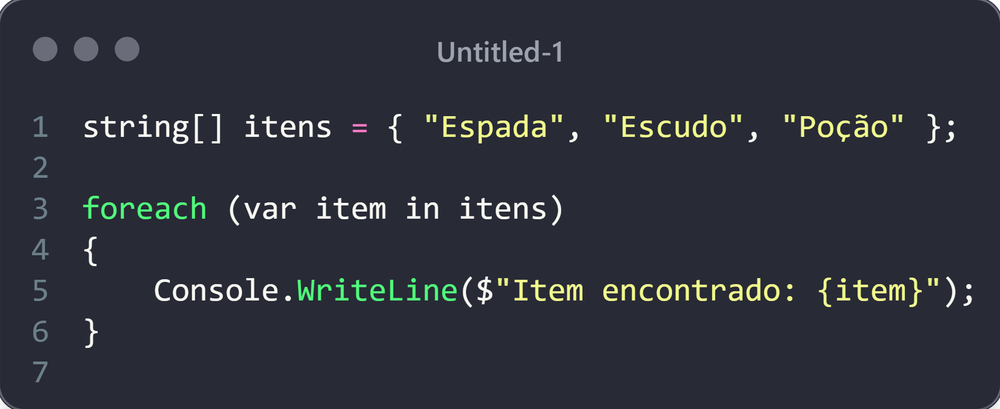 Untitled-1
1 string[] itens = { "Espada", "Escudo", "Poção" };
2
3 foreach (var item in itens)
4 {
5     Console.WriteLine($"Item encontrado: {item}");
6 }
7